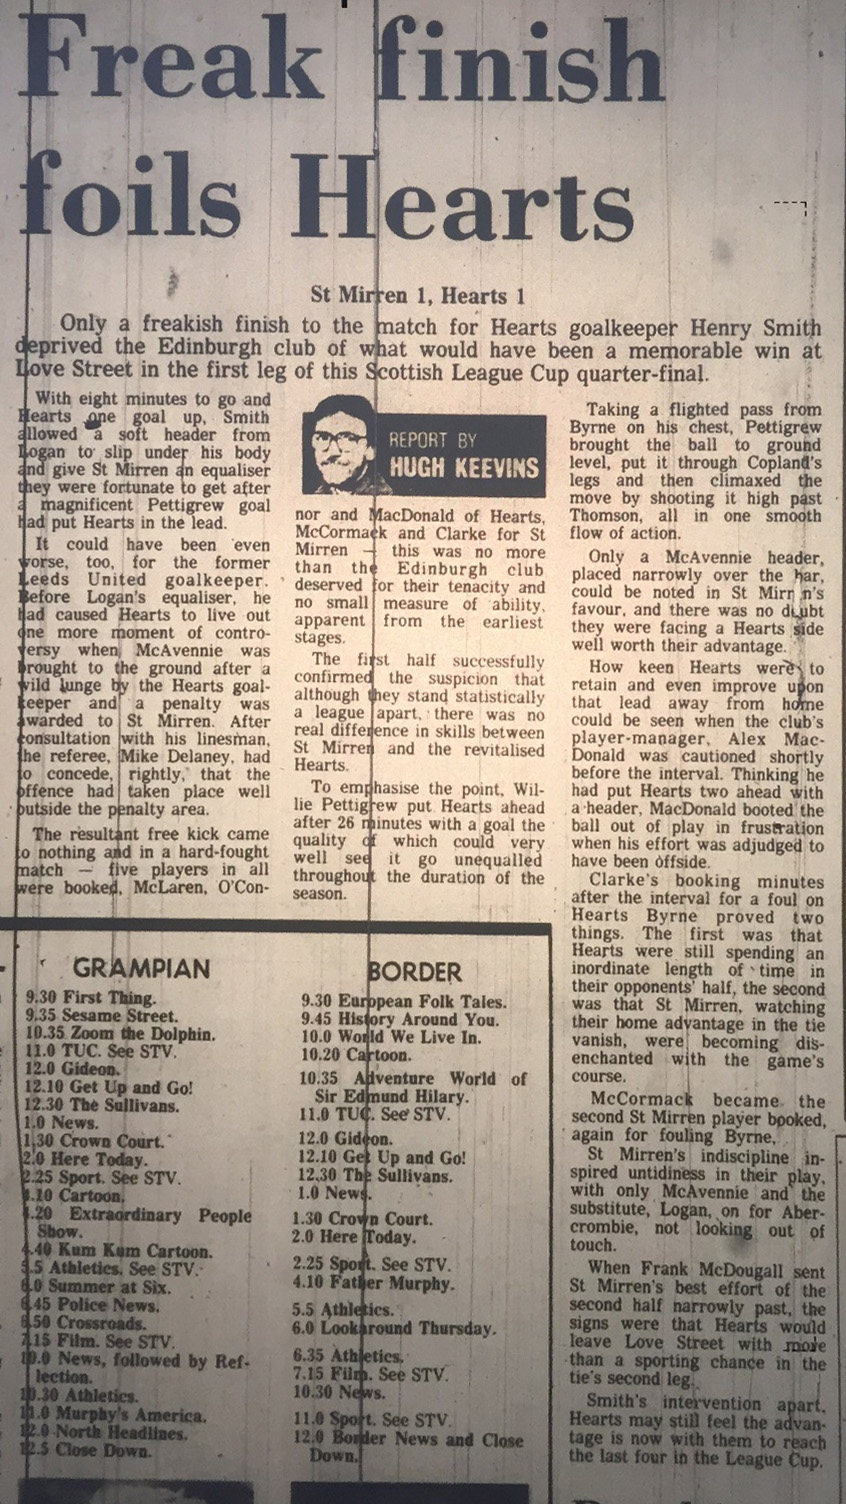 Freak finish
foils Hearts
St Mirren 1, Hearts 1
Only a freakish finish to the match for Hearts goalkeeper Henry Smith
deprived the Edinburgh club of what would have been a memorable win at
Love Street in the first leg of this Scottish League Cup quarter-final.
With eight minutes to go and
Hearts one goal up, Smith
allowed a soft header from
Logan to slip under his body
and give St Mirren an equaliser
they were fortunate to get after
a magnificent Pettigrew goal
had put Hearts in the lead.
It could have been even
worse, too, for the former
Leeds United goalkeeper.
Before Logan's equaliser, he
had caused Hearts to live out
one more moment of contro-
versy when McAvennie was
brought to the ground after a
wild lunge by the Hearts goal-
keeper and a penalty was
awarded to St Mirren. After
consultation with his linesman,
the referee, Mike Delaney, had
to concede, rightly, that the
offence had taken place well
outside the penalty area.
The resultant free kick came
to nothing and in a hard-fought
match — five players in all
were booked, McLaren, O'Con-
REPORT BY
HUGH KEEVINS
nor and MacDonald of Hearts,
McCormack and Clarke for St
Mirren — this was no more
than the Edinburgh club
deserved for their tenacity and
no small measure of ability,
apparent from the earliest
stages.
The first half successfully
confirmed the suspicion that
although they stand statistically
a league apart, there was no
real difference in skills between
St Mirren and the revitalised
Hearts.
To emphasise the point, Wil-
lie Pettigrew put Hearts ahead
after 26 minutes with a goal the
quality of which could very
well see it go unequalled
throughout the duration of the
season.
Taking a flighted pass from
Byrne on his chest, Pettigrew
brought the ball to ground
level, put it through Copland's
legs and then climaxed the
move by shooting it high past
Thomson, all in one smooth
flow of action.
Only a McAvennie header,
placed narrowly over the bar,
could be noted in St Mirren's
favour, and there was no doubt
they were facing a Hearts side
well worth their advantage.
How keen Hearts were to
retain and even improve upon
that lead away from home
could be seen when the club's
player-manager, Alex Mac-
Donald was cautioned shortly
before the interval. Thinking he
had put Hearts two ahead with
a header, MacDonald booted the
ball out of play in frustration
when his effort was adjudged to
have been offside.
Clarke's booking minutes
after the interval for a foul on
Hearts Byrne proved two
things. The first was that
Hearts were still spending an
inordinate length of time in
their opponents' half, the second
was that St Mirren, watching
their home advantage in the tie
vanish, were becoming dis-
enchanted with the game's
course.
McCormack became the
second St Mirren player booked,
again for fouling Byrne,
St Mirren's indiscipline in-
spired untidiness in their play,
with only McAvennie and the
substitute, Logan, on for Aber-
crombie, not looking out of
touch.
When Frank McDougall sent
St Mirren's best effort of the
second half narrowly past, the
signs were that Hearts would
leave Love Street with more
than a sporting chance in the
tie's second leg.
Smith's intervention apart,
Hearts may still feel the advan-
tage is now with them to reach
the last four in the League Cup.
GRAMPIAN
9.30 First Thing.
9.35 Sesame Street.
10.35 Zoom the Dolphin.
11.0 TUC. See STV.
12.0 Gideon.
12.10 Get Up and Go!
12.30 The Sullivans.
1.0 News.
1.30 Crown Court.
2.0 Here Today.
2.25 Sport. See STV.
4.10 Cartoon.
4.20 Extraordinary People
Show.
4.40 Kum Kum Cartoon.
5.5 Athletics. See STV.
6.0 Summer at Six.
6.45 Police News.
6.50 Crossroads.
7.15 Film. See STV.
10.0 News, followed by Ref-
lection.
10.30 Athletics.
11.0 Murphy's America.
12.0 North Headlines.
12.5 Close Down.
BORDER
9.30 European Folk Tales.
9.45 History Around You.
10.0 World We Live In.
10.20 Cartoon.
10.35 Adventure World of
Sir Edmund Hilary.
11.0 TUC. See STV.
12.0 Gideon.
12.10 Get Up and Go!
12.30 The Sullivans.
1.0 News.
1.30 Crown Court.
2.0 Here Today.
2.25 Sport. See STV.
4.10 Father Murphy.
5.5 Athletics.
6.0 Lookaround Thursday.
6.35 Athletics.
7.15 Film. See STV.
10.30 News.
11.0 Sport. See STV.
12.0 Border News and Close
Down.